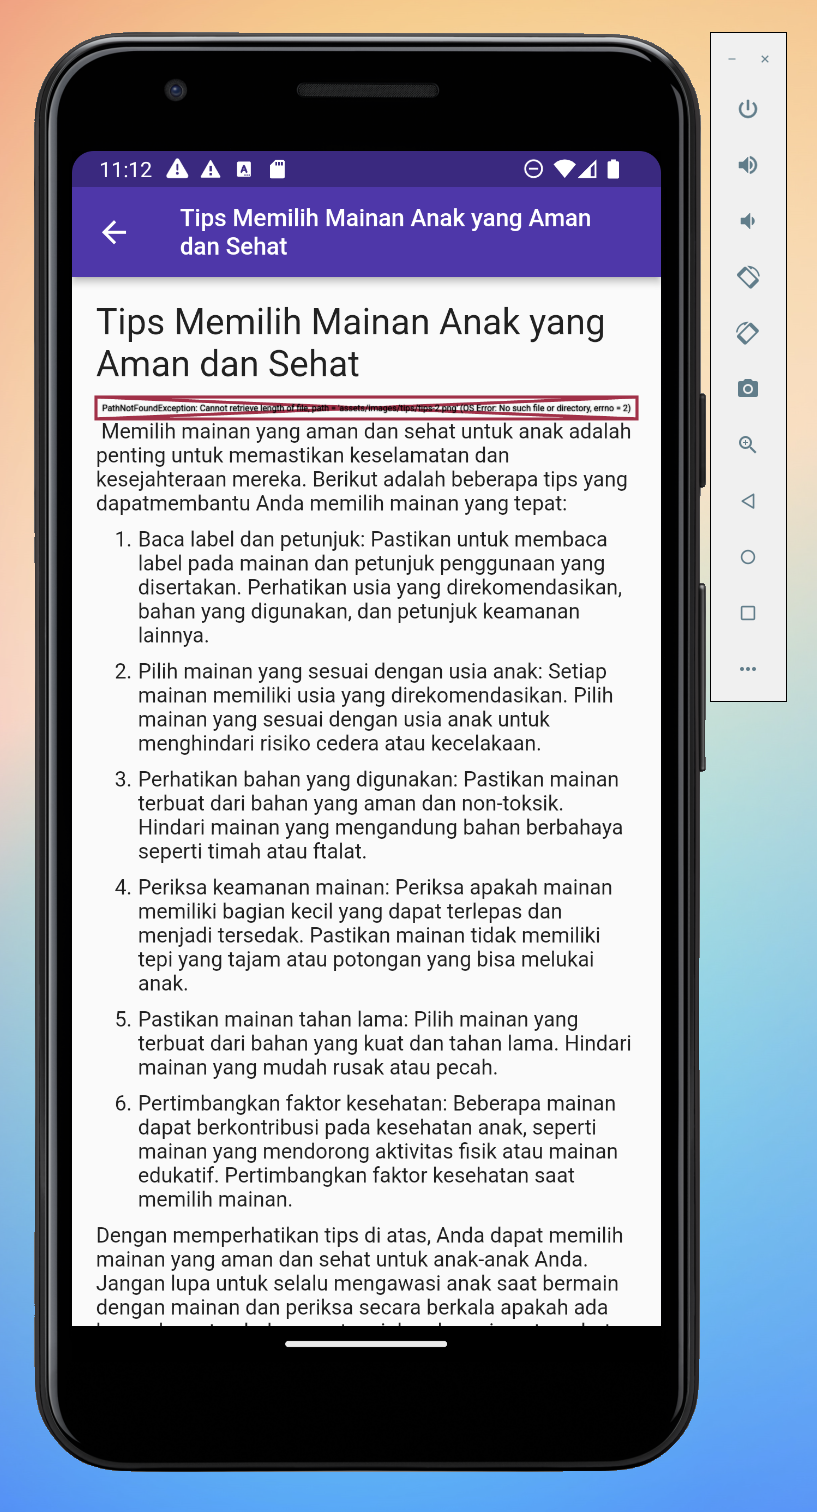 11:12
A
Tips Memilih Mainan Anak yang Aman
dan Sehat
Tips Memilih Mainan Anak yang
Aman dan Sehat
PathNotFoundException: Cannot retrieve length of file, path = 'assets/images/tips/tips-2.png' (OS Error: No such file or directory, errno = 2)
Memilih mainan yang aman dan sehat untuk anak adalah
penting untuk memastikan keselamatan dan
kesejahteraan mereka. Berikut adalah beberapa tips yang
dapatmembantu Anda memilih mainan yang tepat:
1. Baca label dan petunjuk: Pastikan untuk membaca
label pada mainan dan petunjuk penggunaan yang
disertakan. Perhatikan usia yang direkomendasikan,
bahan yang digunakan, dan petunjuk keamanan
lainnya.
2. Pilih mainan yang sesuai dengan usia anak: Setiap
mainan memiliki usia yang direkomendasikan. Pilih
mainan yang sesuai dengan usia anak untuk
menghindari risiko cedera atau kecelakaan.
3. Perhatikan bahan yang digunakan: Pastikan mainan
terbuat dari bahan yang aman dan non-toksik.
Hindari mainan yang mengandung bahan berbahaya
seperti timah atau ftalat.
4. Periksa keamanan mainan: Periksa apakah mainan
memiliki bagian kecil yang dapat terlepas dan
menjadi tersedak. Pastikan mainan tidak memiliki
tepi yang tajam atau potongan yang bisa melukai
anak.
5. Pastikan mainan tahan lama: Pilih mainan yang
terbuat dari bahan yang kuat dan tahan lama. Hindari
mainan yang mudah rusak atau pecah.
6. Pertimbangkan faktor kesehatan: Beberapa mainan
dapat berkontribusi pada kesehatan anak, seperti
mainan yang mendorong aktivitas fisik atau mainan
edukatif. Pertimbangkan faktor kesehatan saat
memilih mainan.
Dengan memperhatikan tips di atas, Anda dapat memilih
mainan yang aman dan sehat untuk anak-anak Anda.
Jangan lupa untuk selalu mengawasi anak saat bermain
dengan mainan dan periksa secara berkala apakah ada